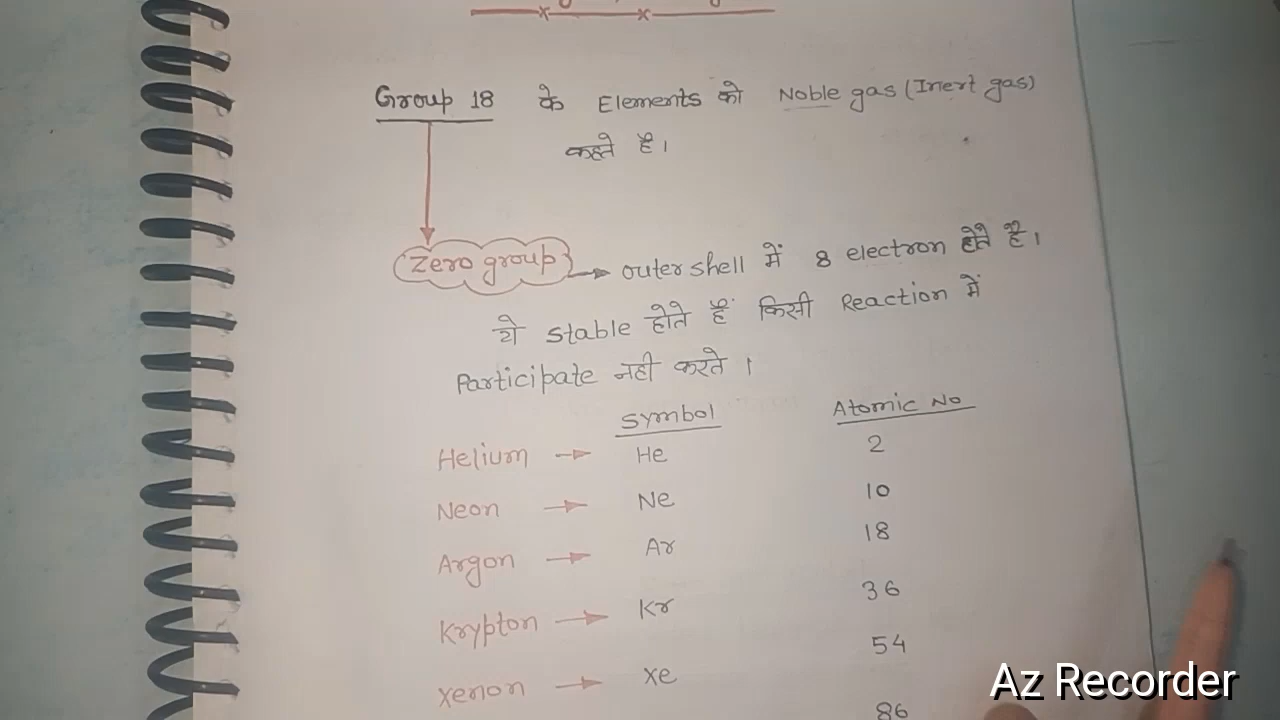 Group 18 के Elements को Noble gas (Inert gas)
कहते है।
Zero group → outer shell में 8 electron होते है।
ये stable होते हैं किसी Reaction में
Participate नही करते ।
Symbol Atomic No
Helium → He 2
Neon → Ne 10
Argon → Ar 18
Krypton → Kr 36
Xenon → Xe 54
86
Az Recorder